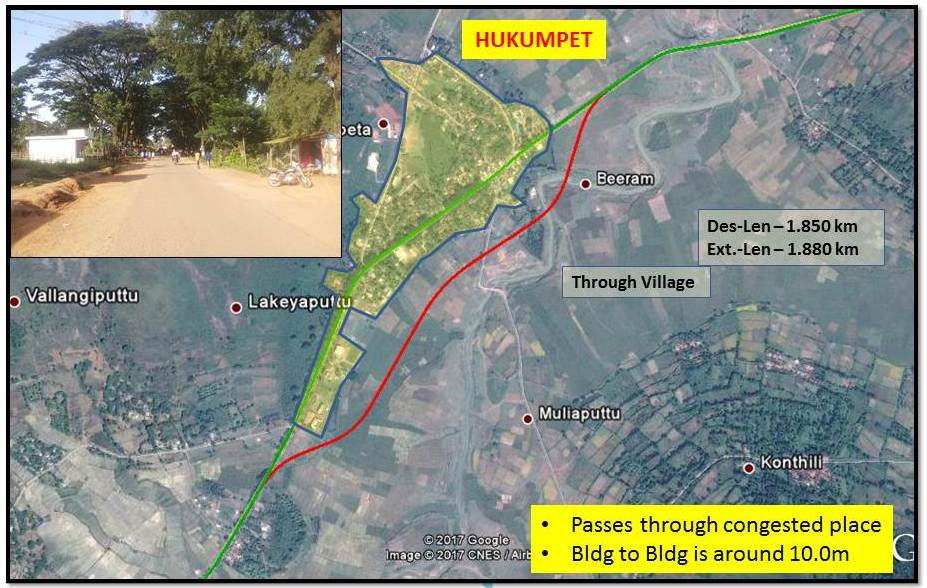 HUKUMPET
peta
Beeram
Des-Len – 1.850 km
Ext.-Len – 1.880 km
Through Village
Vallangiputtu
Lakeyaputtu
Muliaputtu
Konthili
• Passes through congested place
• Bldg to Bldg is around 10.0m
© 2017 Google
Image © 2017 CNES / Airb
G